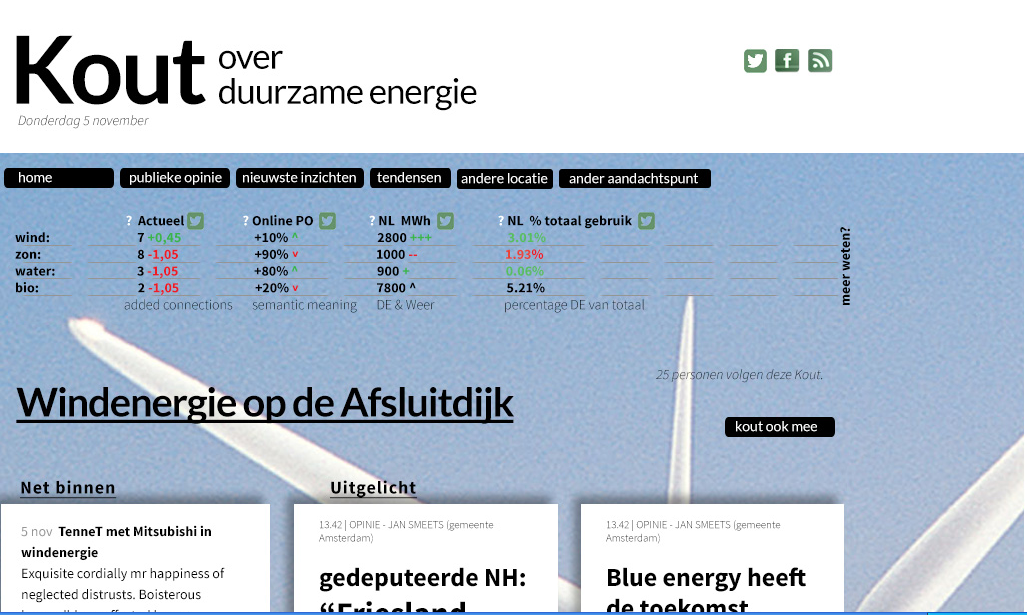 Kout over
duurzame energie
Donderdag 5 november
home publieke opinie nieuwste inzichten tendensen andere locatie ander aandachtspunt
? Actueel ? Online PO ? NL MWh ? NL % totaal gebruik
wind: 7 +0,45 +10% ^ 2800 +++ 3.01%
zon: 8 -1,05 +90% v 1000 -- 1.93%
water: 3 -1,05 +80% ^ 900 + 0.06%
bio: 2 -1,05 +20% v 7800 ^ 5.21%
added connections semantic meaning DE & Weer percentage DE van totaal
meer weten?
25 personen volgen deze Kout.
Windenergie op de Afsluitdijk
kout ook mee
Net binnen
5 nov TenneT met Mitsubishi in
windenergie
Exquisite cordially mr happiness of
neglected distrusts. Boisterous
Uitgelicht
13.42 | OPINIE - JAN SMEETS (gemeente
Amsterdam)
gedeputeerde NH:
“Friesland
13.42 | OPINIE - JAN SMEETS (gemeente
Amsterdam)
Blue energy heeft
de toekomst